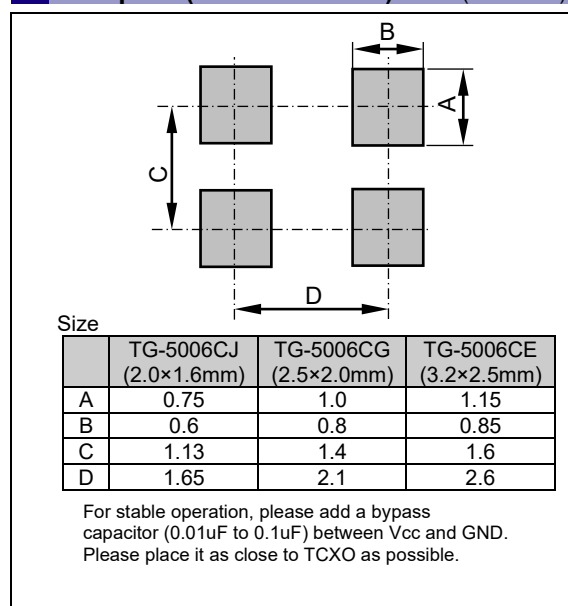 B
A
C
D
Size
TG-5006CJ TG-5006CG TG-5006CE
(2.0×1.6mm) (2.5×2.0mm) (3.2×2.5mm)
A 0.75 1.0 1.15
B 0.6 0.8 0.85
C 1.13 1.4 1.6
D 1.65 2.1 2.6
For stable operation, please add a bypass
capacitor (0.01uF to 0.1uF) between Vcc and GND.
Please place it as close to TCXO as possible.